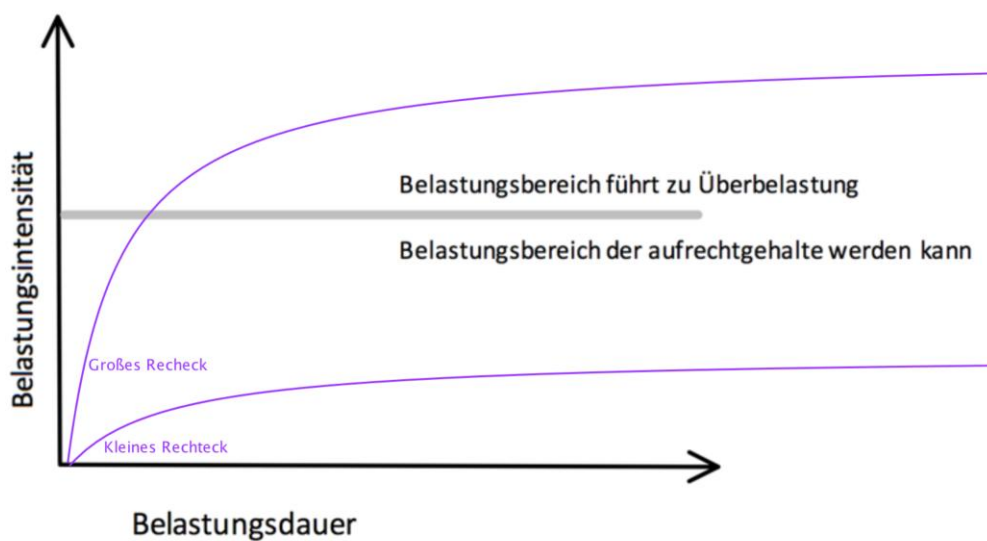 Belastungsintensität
Belastungsbereich führt zu Überbelastung
Belastungsbereich der aufrechtgehalte werden kann
Großes Recheck
Kleines Rechteck
Belastungsdauer